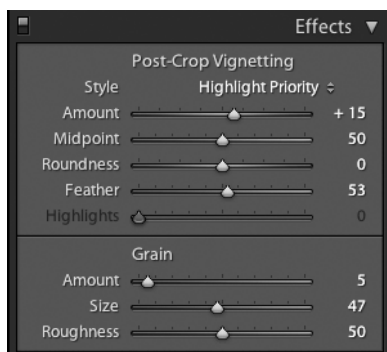 Effects
Post-Crop Vignetting
Style Highlight Priority
Amount + 15
Midpoint 50
Roundness 0
Feather 53
Highlights 0
Grain
Amount 5
Size 47
Roughness 50